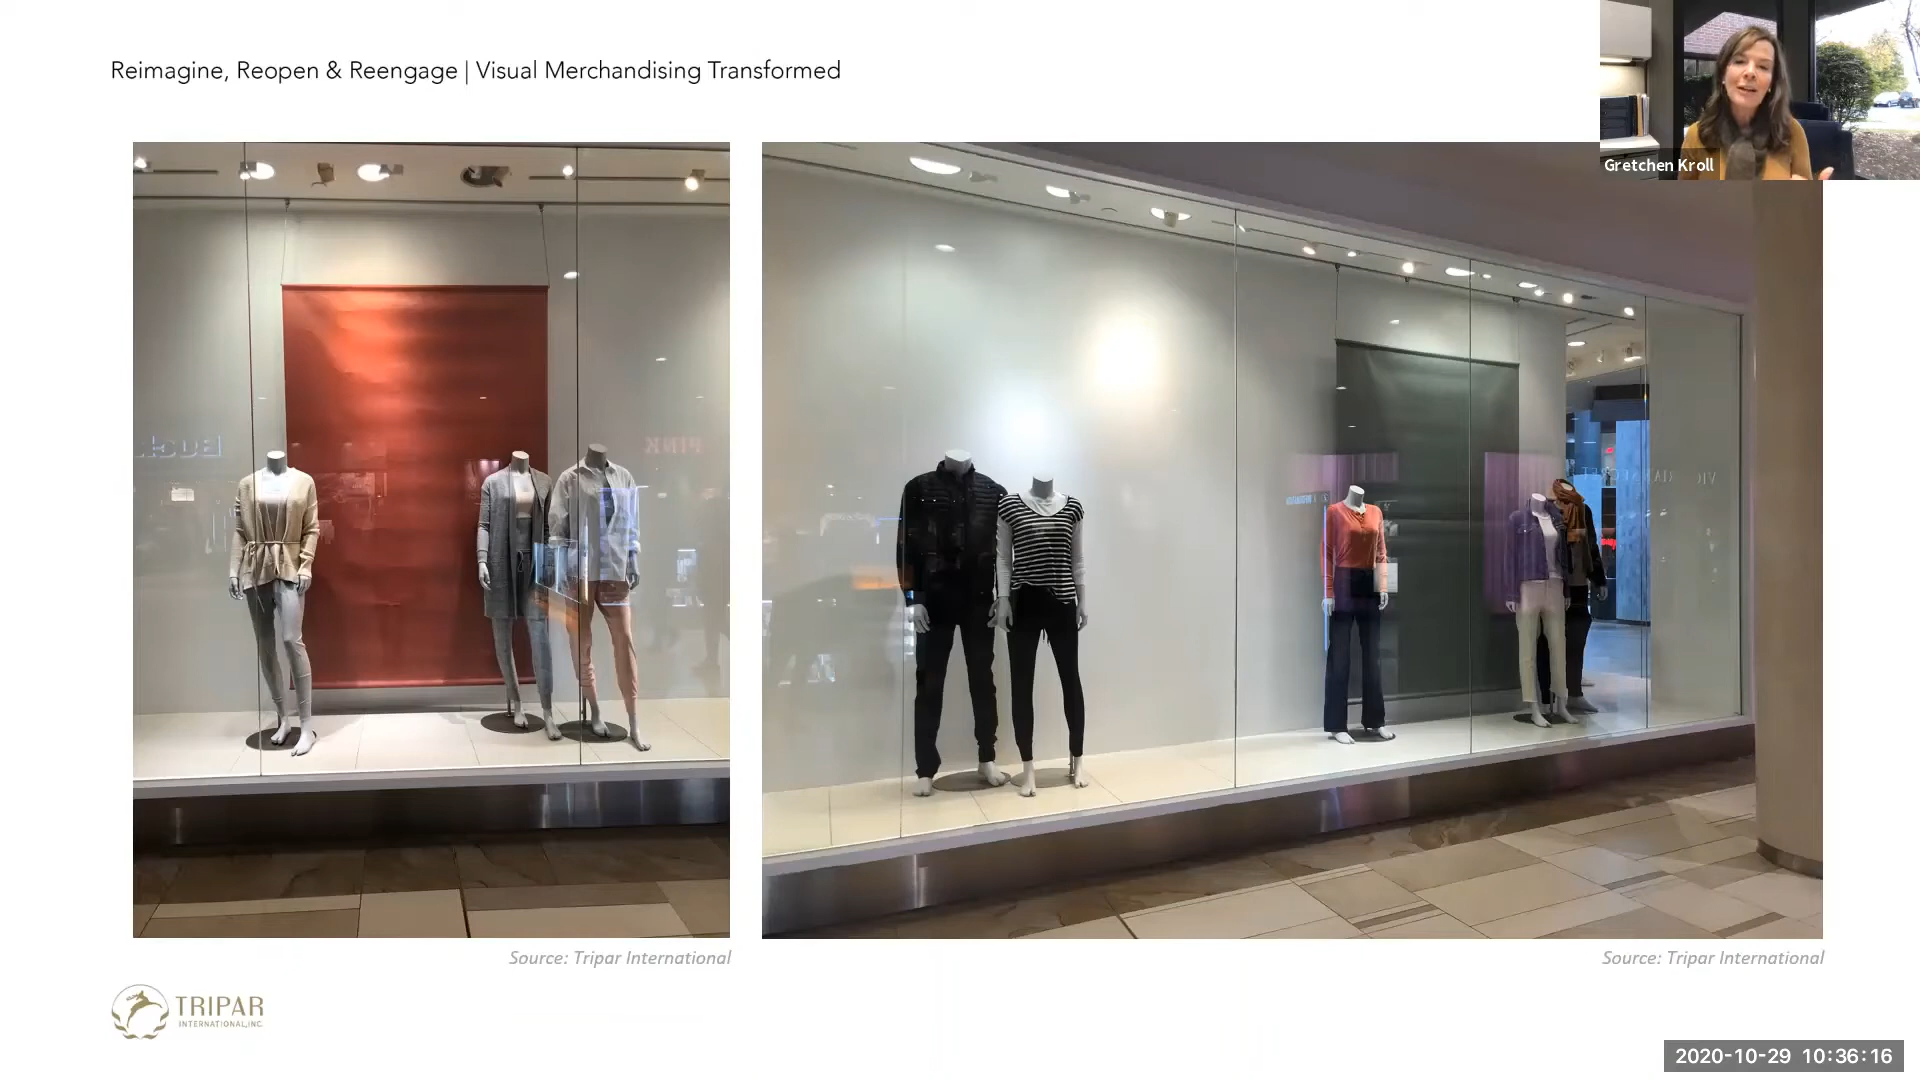 Reimagine, Reopen & Reengage | Visual Merchandising Transformed
Gretchen Kroll
PINK
Source: Tripar International
Source: Tripar International
TRIPAR
INTERNATIONAL, INC.
2020-10-29 10:36:16